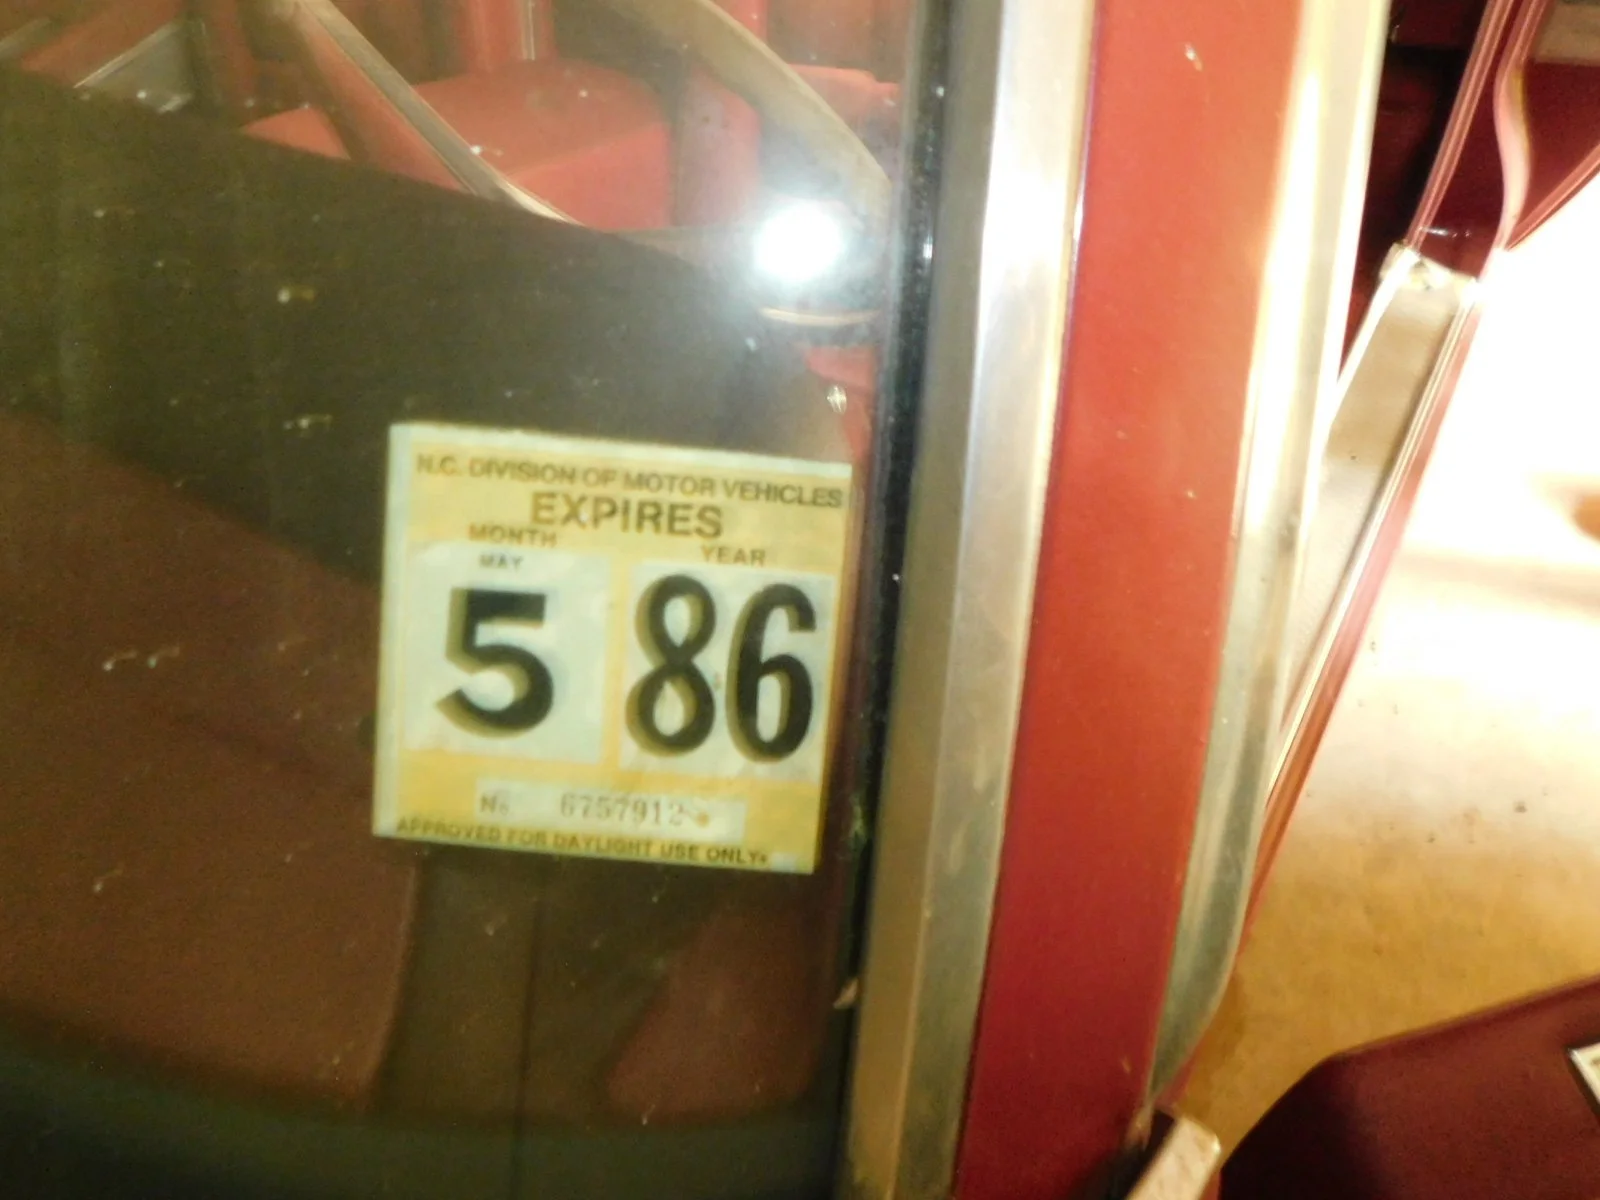 N.C. DIVISION OF MOTOR VEHICLES
EXPIRES
MONTH YEAR
MAY
5 86
No 6757912
APPROVED FOR DAYLIGHT USE ONLY